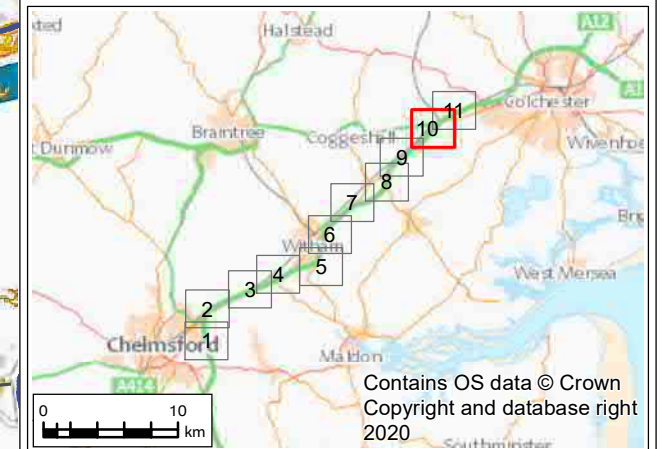 Halstead
A12
11
Colchester
10
Braintree
Coggeshall
t Dunmow
9
8
7
6
Witham
5
4
3
West Mersea
2
Chelmsford
1
Maldon
A414
Contains OS data © Crown
Copyright and database right
2020
0 10
km
Southminster